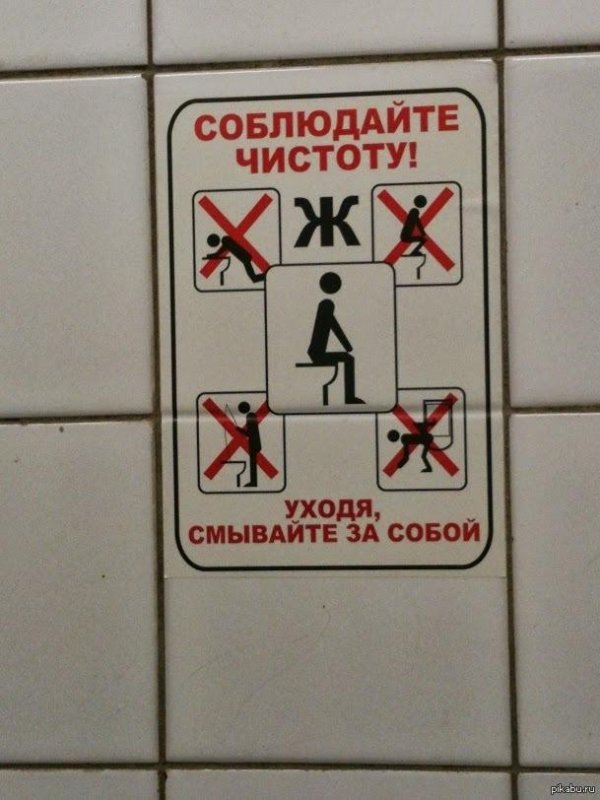 СОБЛЮДАЙТЕ
ЧИСТОТУ!
Ж
УХОДЯ,
СМЫВАЙТЕ ЗА СОБОЙ
pikabu.ru